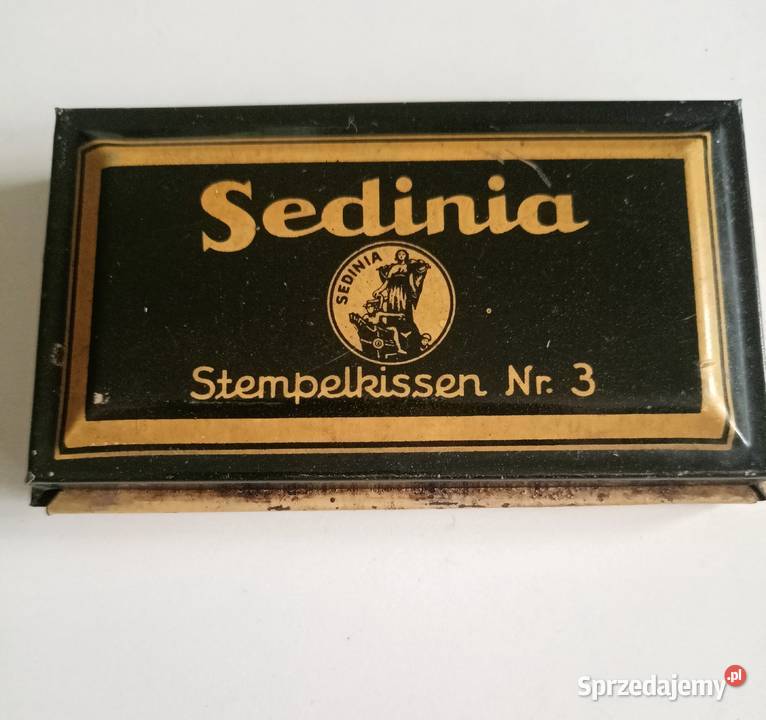 Sedinia
SEDINIA
Stempelkissen Nr. 3
Sprzedajemy.pl